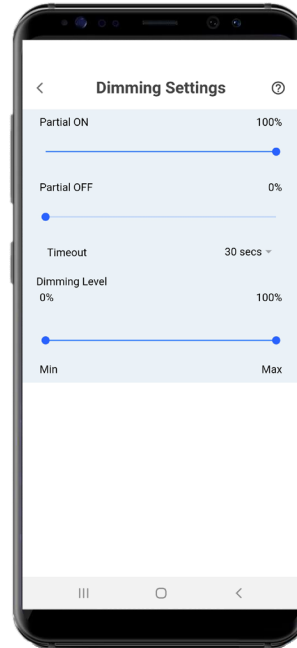 Dimming Settings
Partial ON 100%
Partial OFF 0%
Timeout 30 secs
Dimming Level
0% 100%
Min Max